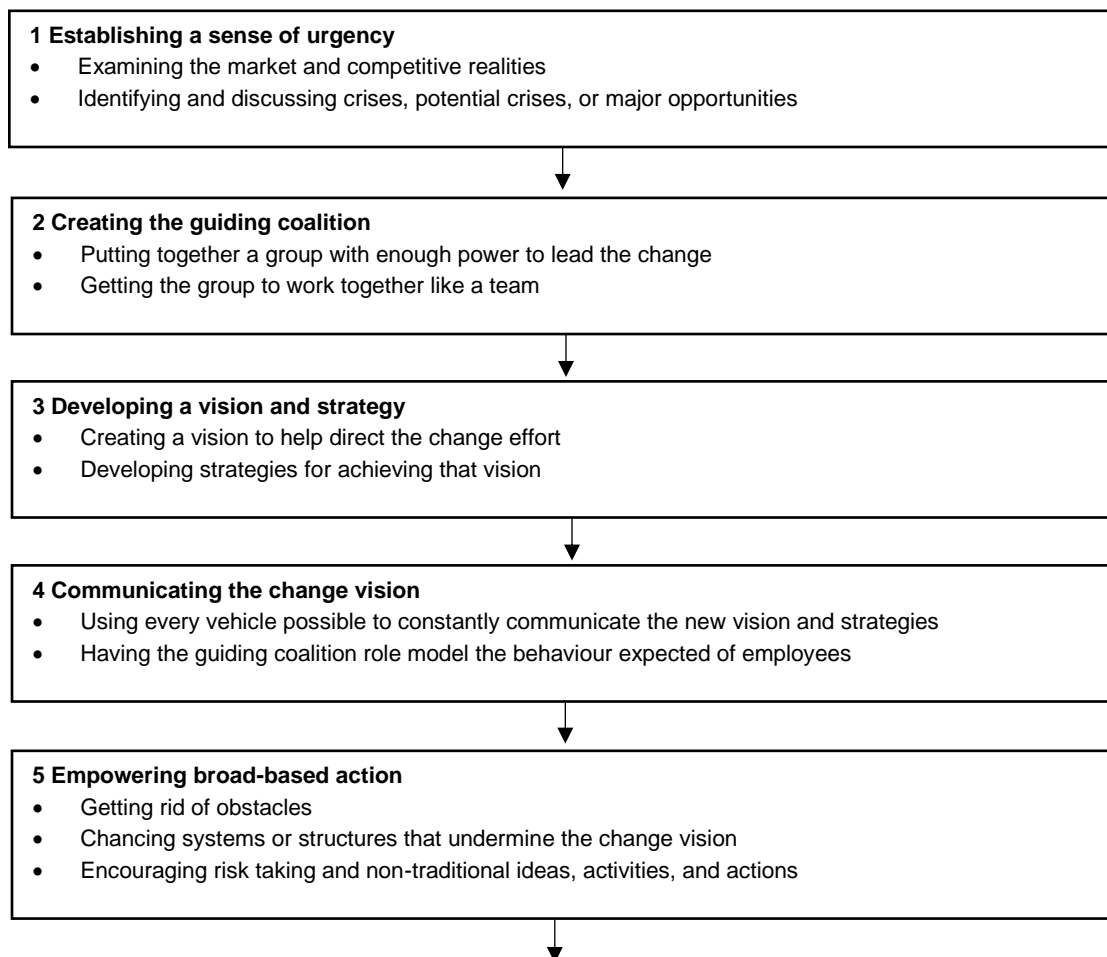 1 Establishing a sense of urgency
• Examining the market and competitive realities
• Identifying and discussing crises, potential crises, or major opportunities
2 Creating the guiding coalition
• Putting together a group with enough power to lead the change
• Getting the group to work together like a team
3 Developing a vision and strategy
• Creating a vision to help direct the change effort
• Developing strategies for achieving that vision
4 Communicating the change vision
• Using every vehicle possible to constantly communicate the new vision and strategies
• Having the guiding coalition role model the behaviour expected of employees
5 Empowering broad-based action
• Getting rid of obstacles
• Chancing systems or structures that undermine the change vision
• Encouraging risk taking and non-traditional ideas, activities, and actions